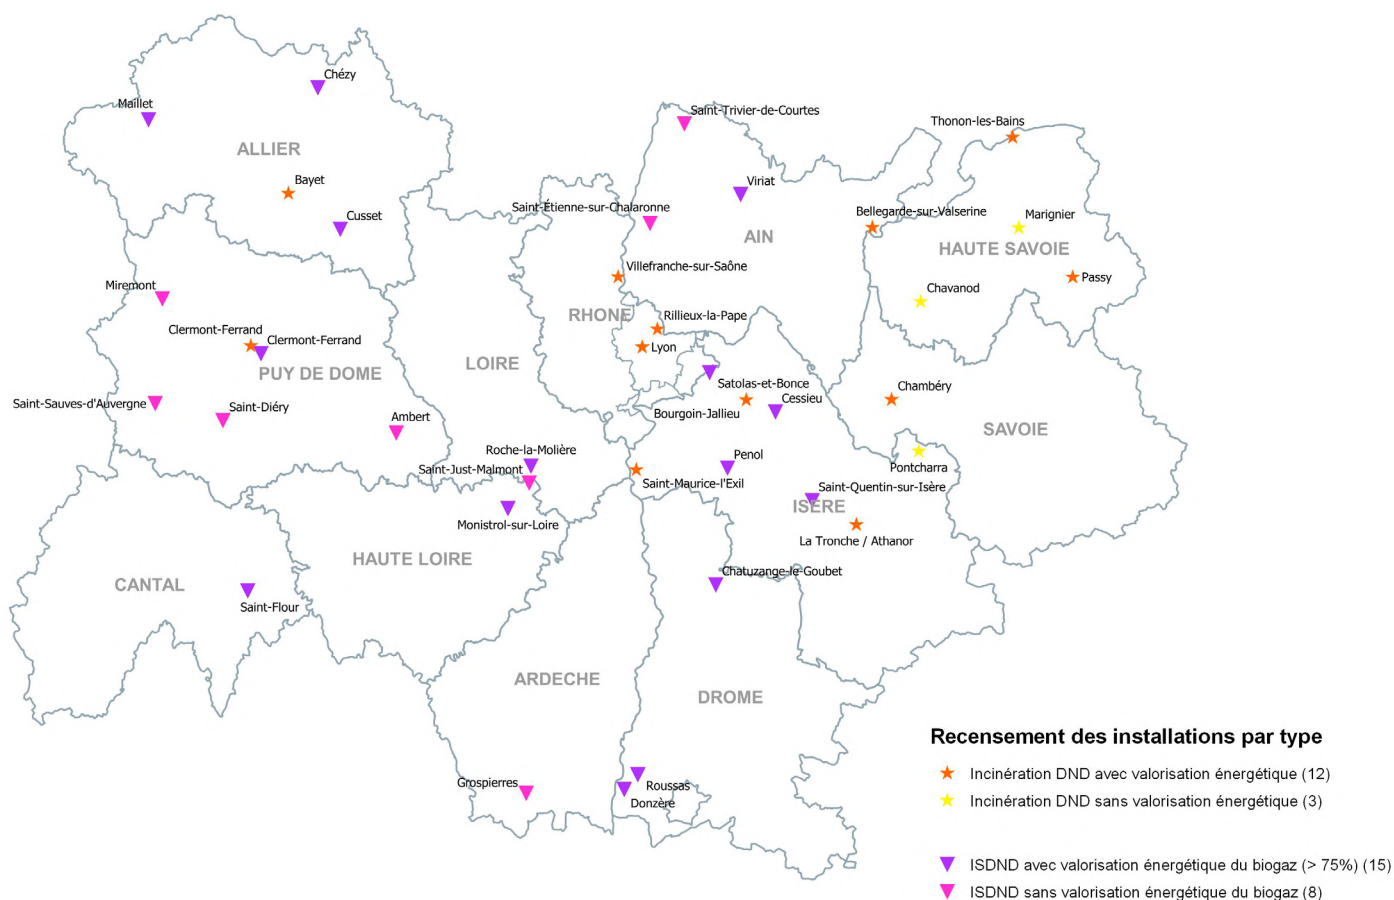 Chézy
Maillet
Saint-Trivier-de-Courtes
Thonon-les-Bains
ALLIER
Bayet
Viriat
Cusset
Saint-Étienne-sur-Chalaronne
Bellegarde-sur-Valserine
Marignier
AIN
HAUTE SAVOIE
Villefranche-sur-Saône
Passy
Miremont
Chavanod
RHONE
Rillieux-la-Pape
Clermont-Ferrand
Clermont-Ferrand
Lyon
LOIRE
PUY DE DOME
Satolas-et-Bonce
Chambéry
Cessieu
Saint-Sauves-d'Auvergne
Saint-Diéry
Bourgoin-Jallieu
Ambert
SAVOIE
Roche-la-Molière
Penol
Saint-Just-Malmont
Pontcharra
Saint-Maurice-l'Exil
Saint-Quentin-sur-Isère
ISERE
Monistrol-sur-Loire
La Tronche / Athanor
HAUTE LOIRE
Chatuzange-le-Goubet
CANTAL
Saint-Flour
ARDECHE
DROME
Grospierres
Roussas
Donzère
Recensement des installations par type
Incinération DND avec valorisation énergétique (12)
Incinération DND sans valorisation énergétique (3)
ISDND avec valorisation énergétique du biogaz (> 75%) (15)
ISDND sans valorisation énergétique du biogaz (8)